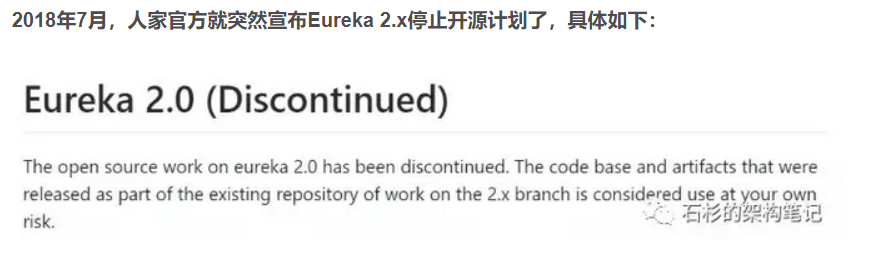 2018年7月，人家官方就突然宣布Eureka 2.x停止开源计划了，具体如下：
Eureka 2.0 (Discontinued)
The open source work on eureka 2.0 has been discontinued. The code base and artifacts that were
released as part of the existing repository of work on the 2.x branch is considered use at your own
risk.
石杉的架构笔记